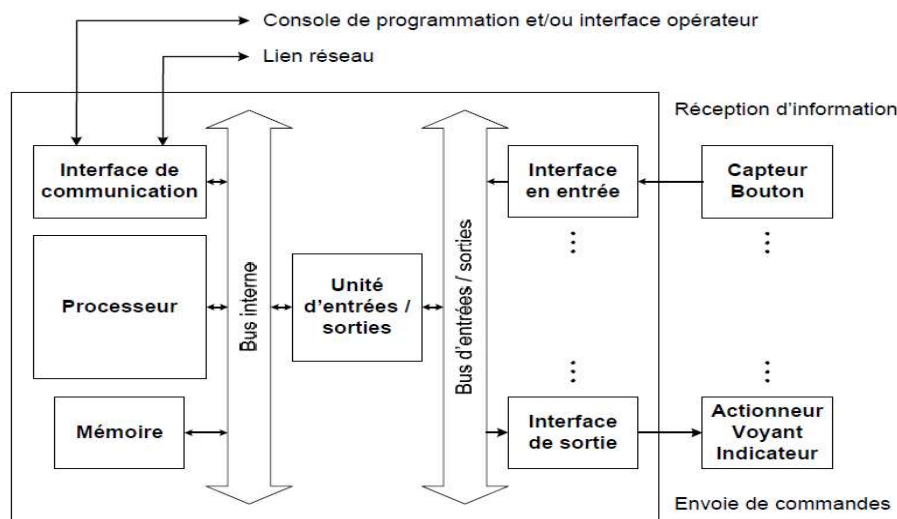 Console de programmation et/ou interface opérateur
Lien réseau
Réception d'information
Interface de
communication
Processeur
Mémoire
Bus interne
Unité
d'entrées /
sorties
Bus d'entrées / sorties
Interface
en entrée
Capteur
Bouton
Interface
de sortie
Actionneur
Voyant
Indicateur
Envoie de commandes